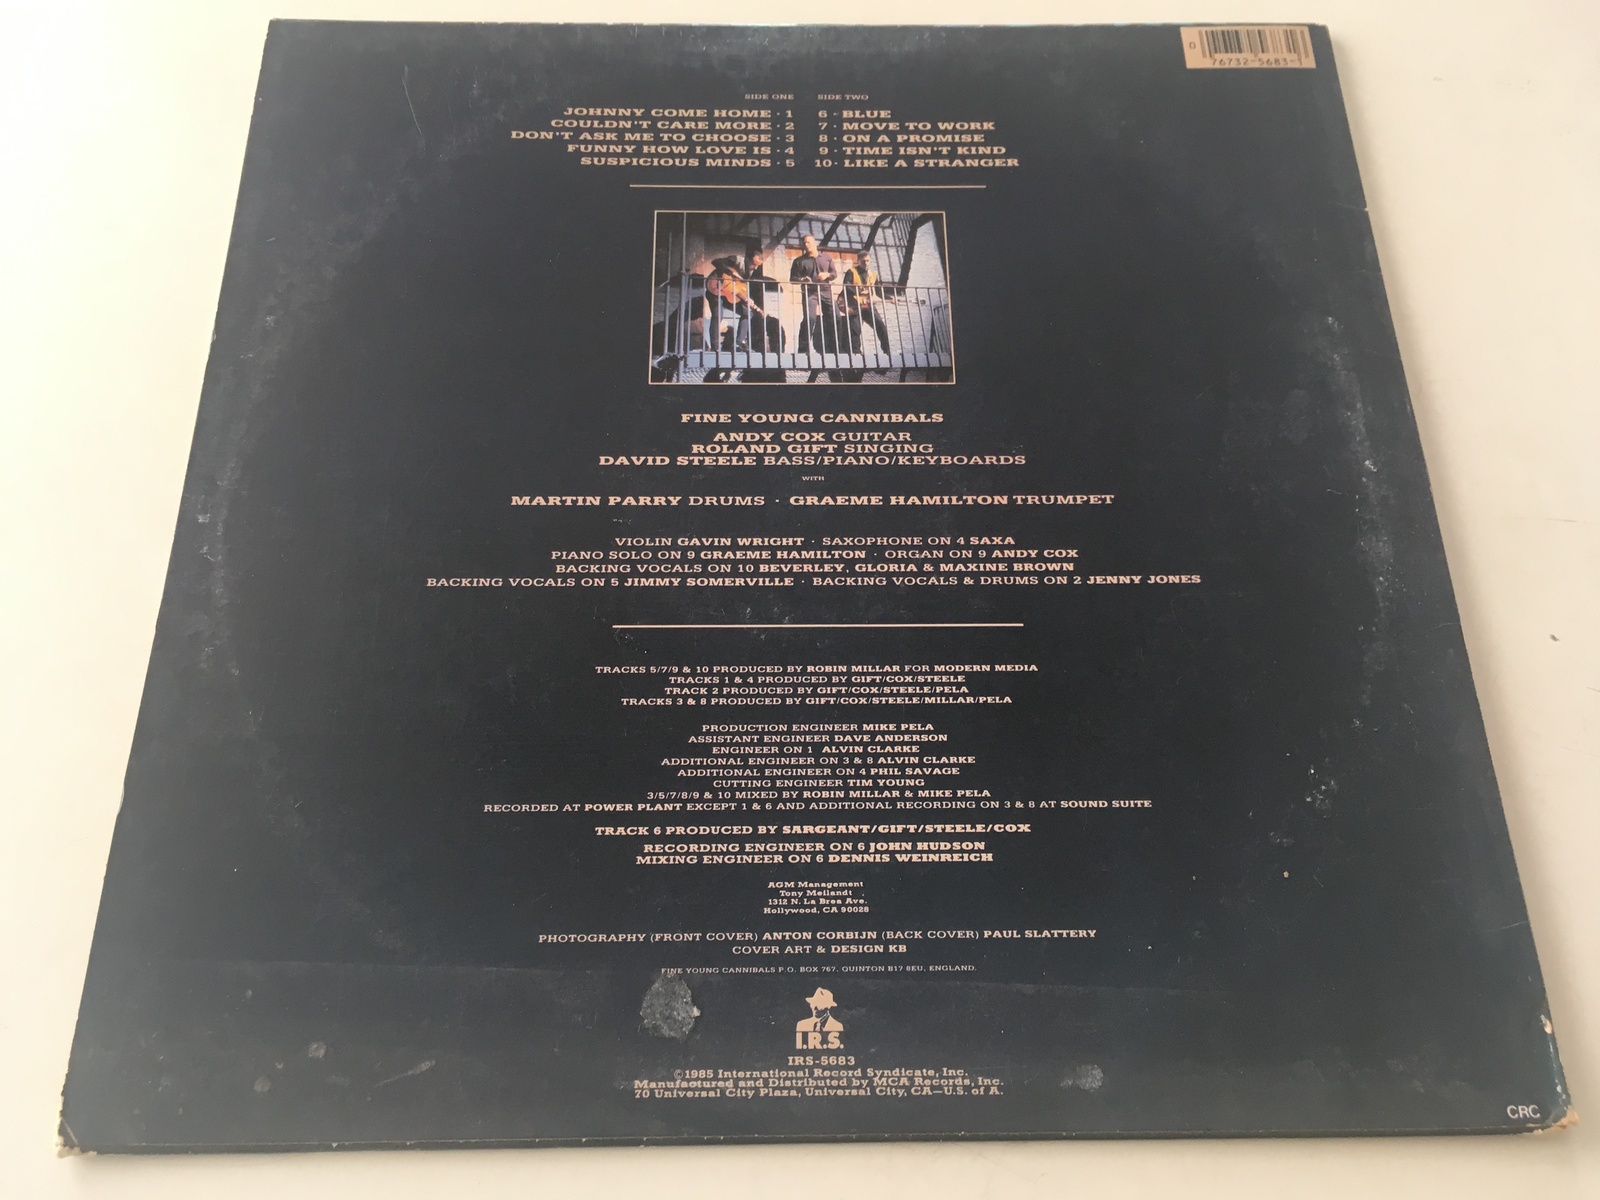 0 76732-5683-1
SIDE ONE
JOHNNY COME HOME · 1
COULDN'T CARE MORE · 2
DON'T ASK ME TO CHOOSE · 3
FUNNY HOW LOVE IS · 4
SUSPICIOUS MINDS · 5
SIDE TWO
6 · BLUE
7 · MOVE TO WORK
8 · ON A PROMISE
9 · TIME ISN'T KIND
10 · LIKE A STRANGER
FINE YOUNG CANNIBALS
ANDY COX GUITAR
ROLAND GIFT SINGING
DAVID STEELE BASS/PIANO/KEYBOARDS
WITH
MARTIN PARRY DRUMS · GRAEME HAMILTON TRUMPET
VIOLIN GAVIN WRIGHT · SAXOPHONE ON 4 SAXA
PIANO SOLO ON 9 GRAEME HAMILTON · ORGAN ON 9 ANDY COX
BACKING VOCALS ON 10 BEVERLEY, GLORIA & MAXINE BROWN
BACKING VOCALS ON 5 JIMMY SOMERVILLE · BACKING VOCALS & DRUMS ON 2 JENNY JONES
TRACKS 5/7/9 & 10 PRODUCED BY ROBIN MILLAR FOR MODERN MEDIA
TRACKS 1 & 4 PRODUCED BY GIFT/COX/STEELE
TRACK 2 PRODUCED BY GIFT/COX/STEELE/PELA
TRACKS 3 & 8 PRODUCED BY GIFT/COX/STEELE/MILLAR/PELA
PRODUCTION ENGINEER MIKE PELA
ASSISTANT ENGINEER DAVE ANDERSON
ENGINEER ON 1 ALVIN CLARKE
ADDITIONAL ENGINEER ON 3 & 8 ALVIN CLARKE
ADDITIONAL ENGINEER ON 4 PHIL SAVAGE
CUTTING ENGINEER TIM YOUNG
3/5/7/8/9 & 10 MIXED BY ROBIN MILLAR & MIKE PELA
RECORDED AT POWER PLANT EXCEPT 1 & 6 AND ADDITIONAL RECORDING ON 3 & 8 AT SOUND SUITE
TRACK 6 PRODUCED BY SARGEANT/GIFT/STEELE/COX
RECORDING ENGINEER ON 6 JOHN HUDSON
MIXING ENGINEER ON 6 DENNIS WEINREICH
AGM Management
Tony Meilandt
1312 N. La Brea Ave.
Hollywood, CA 90028
PHOTOGRAPHY (FRONT COVER) ANTON CORBIJN (BACK COVER) PAUL SLATTERY
COVER ART & DESIGN KB
FINE YOUNG CANNIBALS P.O. BOX 767, QUINTON B17 8EU, ENGLAND.
I.R.S.
IRS-5683
©1985 International Record Syndicate, Inc.
Manufactured and Distributed by MCA Records, Inc.
70 Universal City Plaza, Universal City, CA—U.S. of A.
CRC